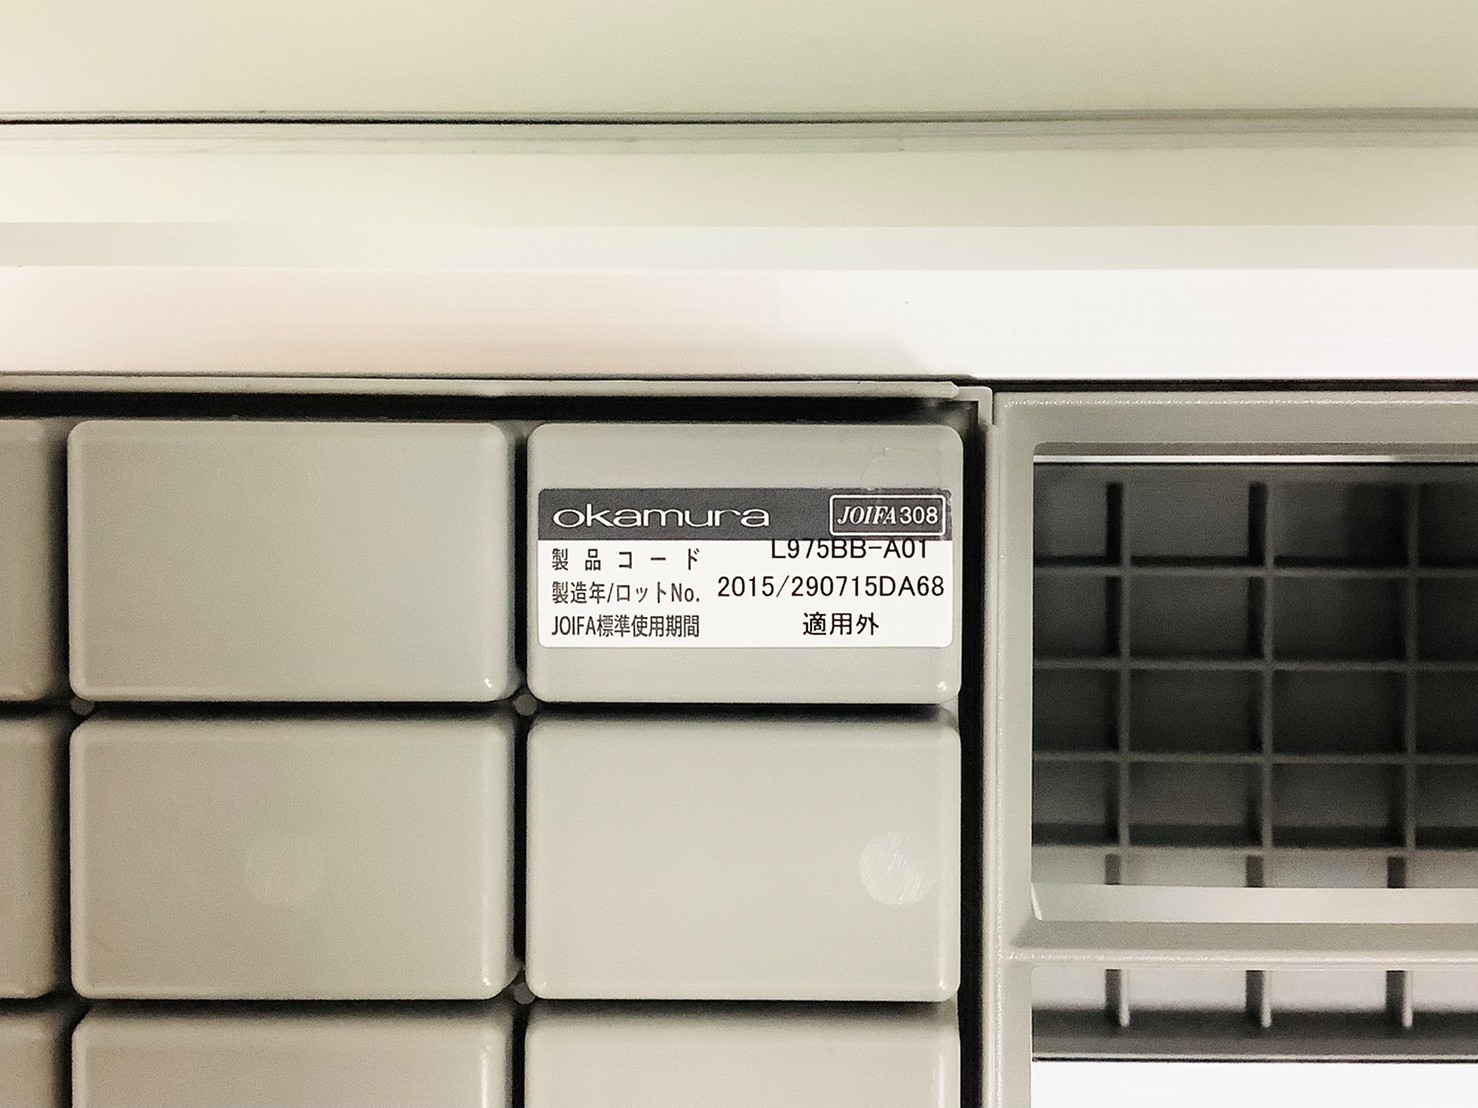 okamura JOIFA308
製品コード L975BB-A01
製造年/ロットNo. 2015/290715DA68
JOIFA標準使用期間 適用外